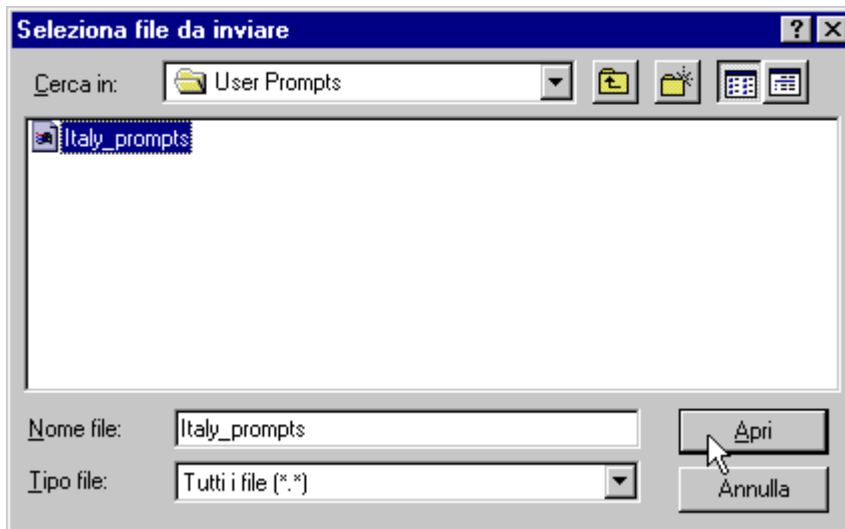 Seleziona file da inviare
Cerca in: User Prompts
Italy_prompts
Nome file: Italy_prompts Apri
Tipo file: Tutti i file (*.*) Annulla